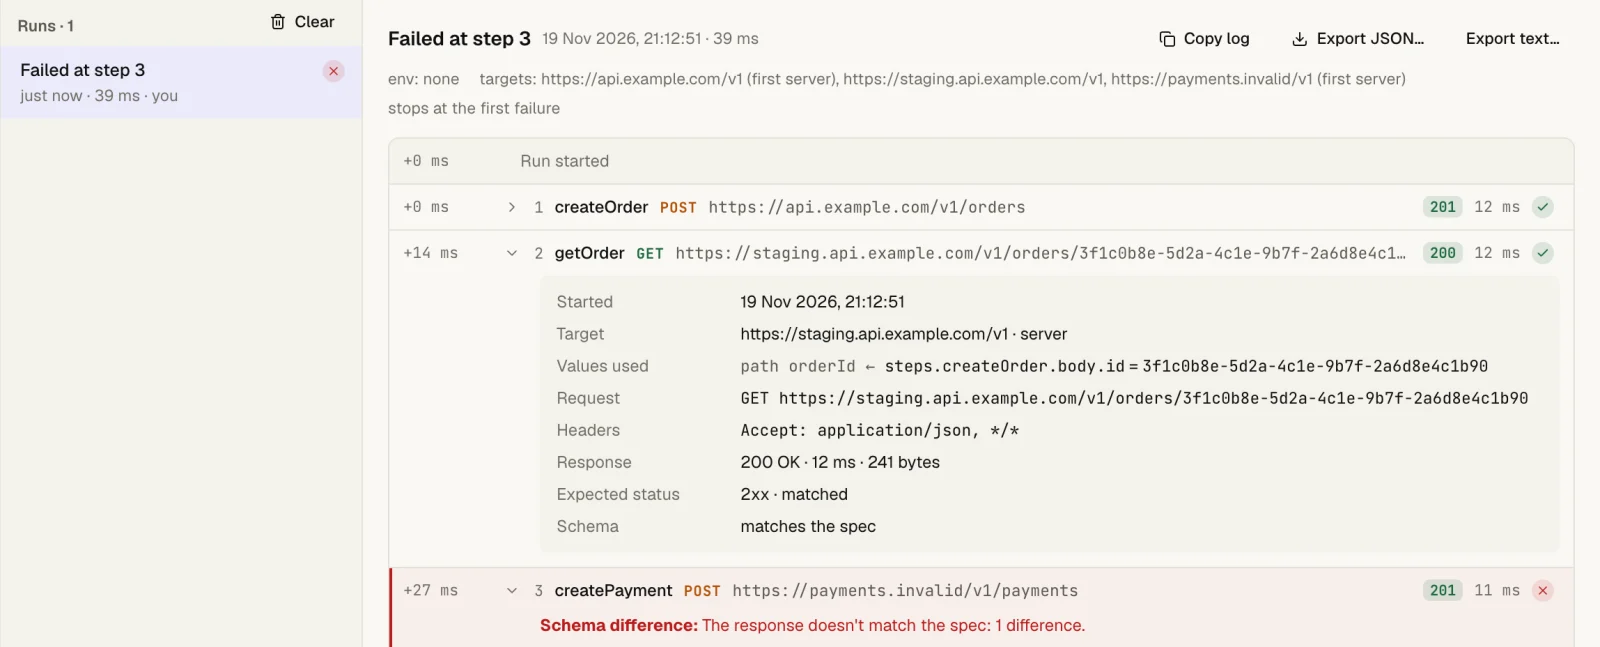 Runs · 1
Clear
Failed at step 3
just now · 39 ms · you
Failed at step 3 19 Nov 2026, 21:12:51 · 39 ms
Copy log
Export JSON...
Export text...
env: none targets: https://api.example.com/v1 (first server), https://staging.api.example.com/v1, https://payments.invalid/v1 (first server)
stops at the first failure
+0 ms Run started
+0 ms 1 createOrder POST https://api.example.com/v1/orders 201 12 ms
+14 ms 2 getOrder GET https://staging.api.example.com/v1/orders/3f1c0b8e-5d2a-4c1e-9b7f-2a6d8e4c1… 200 12 ms
Started 19 Nov 2026, 21:12:51
Target https://staging.api.example.com/v1 · server
Values used path orderId ← steps.createOrder.body.id = 3f1c0b8e-5d2a-4c1e-9b7f-2a6d8e4c1b90
Request GET https://staging.api.example.com/v1/orders/3f1c0b8e-5d2a-4c1e-9b7f-2a6d8e4c1b90
Headers Accept: application/json, */*
Response 200 OK · 12 ms · 241 bytes
Expected status 2xx · matched
Schema matches the spec
+27 ms 3 createPayment POST https://payments.invalid/v1/payments 201 11 ms
Schema difference: The response doesn't match the spec: 1 difference.